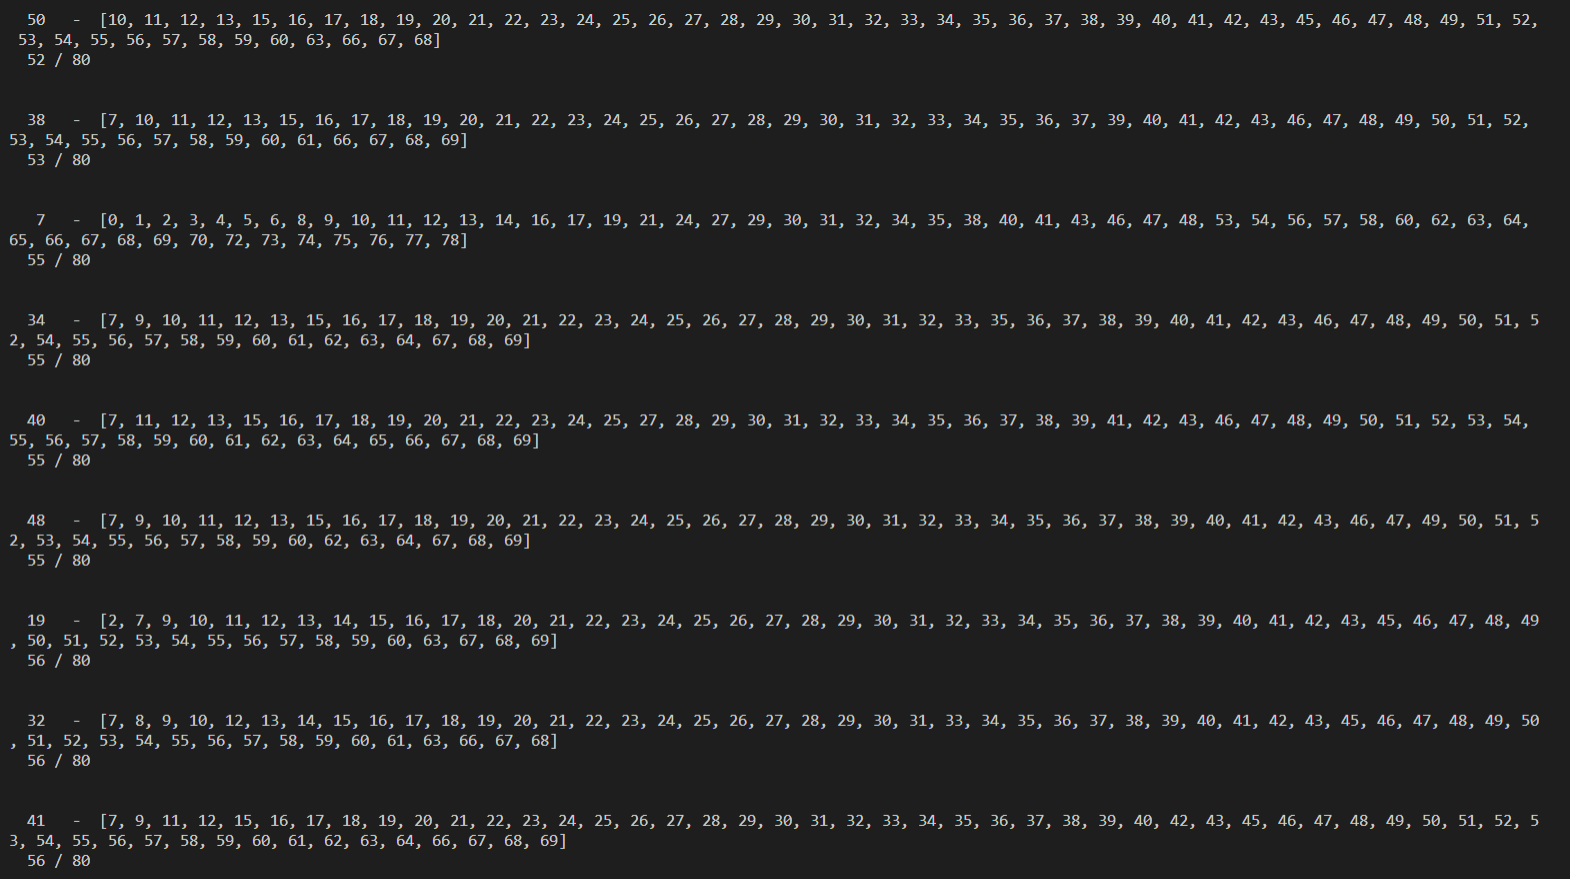 50 - [10, 11, 12, 13, 15, 16, 17, 18, 19, 20, 21, 22, 23, 24, 25, 26, 27, 28, 29, 30, 31, 32, 33, 34, 35, 36, 37, 38, 39, 40, 41, 42, 43, 45, 46, 47, 48, 49, 51, 52,
53, 54, 55, 56, 57, 58, 59, 60, 63, 66, 67, 68]
52 / 80
38 - [7, 10, 11, 12, 13, 15, 16, 17, 18, 19, 20, 21, 22, 23, 24, 25, 26, 27, 28, 29, 30, 31, 32, 33, 34, 35, 36, 37, 39, 40, 41, 42, 43, 46, 47, 48, 49, 50, 51, 52,
53, 54, 55, 56, 57, 58, 59, 60, 61, 66, 67, 68, 69]
53 / 80
7 - [0, 1, 2, 3, 4, 5, 6, 8, 9, 10, 11, 12, 13, 14, 16, 17, 19, 21, 24, 27, 29, 30, 31, 32, 34, 35, 38, 40, 41, 43, 46, 47, 48, 53, 54, 56, 57, 58, 60, 62, 63, 64,
65, 66, 67, 68, 69, 70, 72, 73, 74, 75, 76, 77, 78]
55 / 80
34 - [7, 9, 10, 11, 12, 13, 15, 16, 17, 18, 19, 20, 21, 22, 23, 24, 25, 26, 27, 28, 29, 30, 31, 32, 33, 35, 36, 37, 38, 39, 40, 41, 42, 43, 46, 47, 48, 49, 50, 51, 5
2, 54, 55, 56, 57, 58, 59, 60, 61, 62, 63, 64, 67, 68, 69]
55 / 80
40 - [7, 11, 12, 13, 15, 16, 17, 18, 19, 20, 21, 22, 23, 24, 25, 27, 28, 29, 30, 31, 32, 33, 34, 35, 36, 37, 38, 39, 41, 42, 43, 46, 47, 48, 49, 50, 51, 52, 53, 54,
55, 56, 57, 58, 59, 60, 61, 62, 63, 64, 65, 66, 67, 68, 69]
55 / 80
48 - [7, 9, 10, 11, 12, 13, 15, 16, 17, 18, 19, 20, 21, 22, 23, 24, 25, 26, 27, 28, 29, 30, 31, 32, 33, 34, 35, 36, 37, 38, 39, 40, 41, 42, 43, 46, 47, 49, 50, 51, 5
2, 53, 54, 55, 56, 57, 58, 59, 60, 62, 63, 64, 67, 68, 69]
55 / 80
19 - [2, 7, 9, 10, 11, 12, 13, 14, 15, 16, 17, 18, 20, 21, 22, 23, 24, 25, 26, 27, 28, 29, 30, 31, 32, 33, 34, 35, 36, 37, 38, 39, 40, 41, 42, 43, 45, 46, 47, 48, 49
, 50, 51, 52, 53, 54, 55, 56, 57, 58, 59, 60, 63, 67, 68, 69]
56 / 80
32 - [7, 8, 9, 10, 12, 13, 14, 15, 16, 17, 18, 19, 20, 21, 22, 23, 24, 25, 26, 27, 28, 29, 30, 31, 33, 34, 35, 36, 37, 38, 39, 40, 41, 42, 43, 45, 46, 47, 48, 49, 50
, 51, 52, 53, 54, 55, 56, 57, 58, 59, 60, 61, 63, 66, 67, 68]
56 / 80
41 - [7, 9, 11, 12, 15, 16, 17, 18, 19, 20, 21, 22, 23, 24, 25, 26, 27, 28, 29, 30, 31, 32, 33, 34, 35, 36, 37, 38, 39, 40, 42, 43, 45, 46, 47, 48, 49, 50, 51, 52, 5
3, 54, 55, 56, 57, 58, 59, 60, 61, 62, 63, 64, 66, 67, 68, 69]
56 / 80